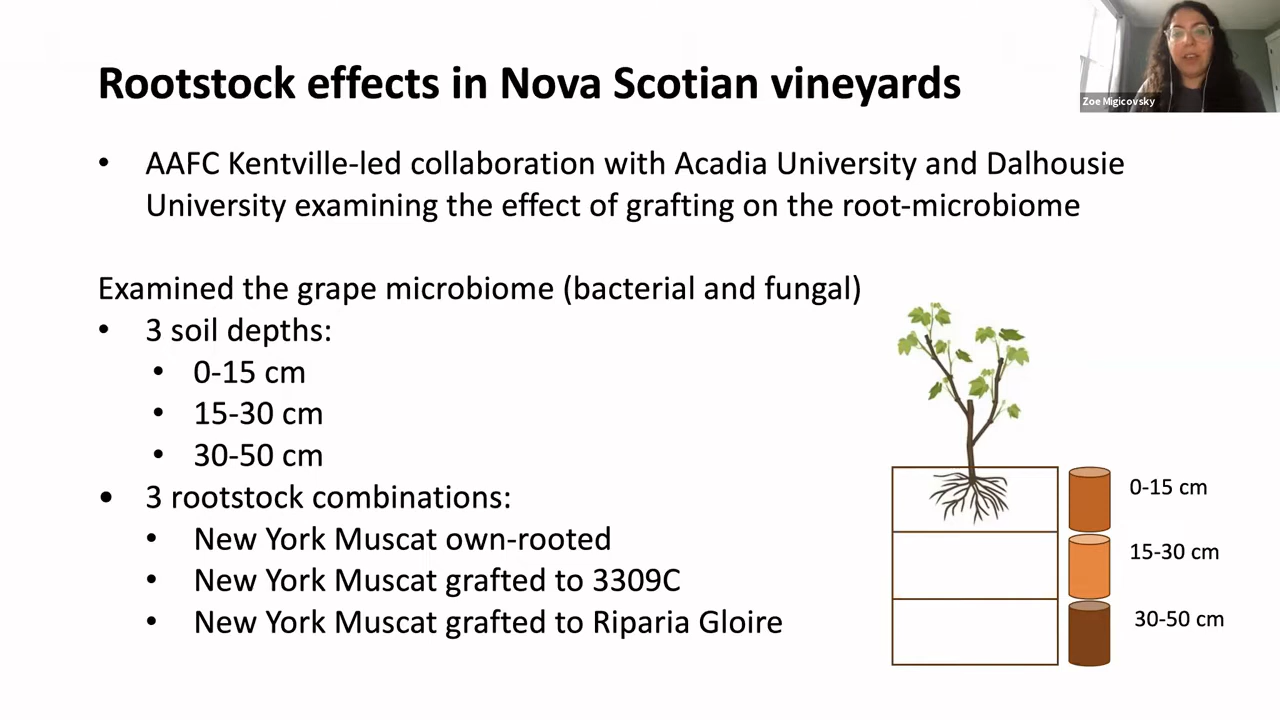 Rootstock effects in Nova Scotian vineyards
Zoe Migicovsky
• AAFC Kentville-led collaboration with Acadia University and Dalhousie
University examining the effect of grafting on the root-microbiome
Examined the grape microbiome (bacterial and fungal)
• 3 soil depths:
• 0-15 cm
• 15-30 cm
• 30-50 cm
• 3 rootstock combinations:
• New York Muscat own-rooted
• New York Muscat grafted to 3309C
• New York Muscat grafted to Riparia Gloire
0-15 cm
15-30 cm
30-50 cm